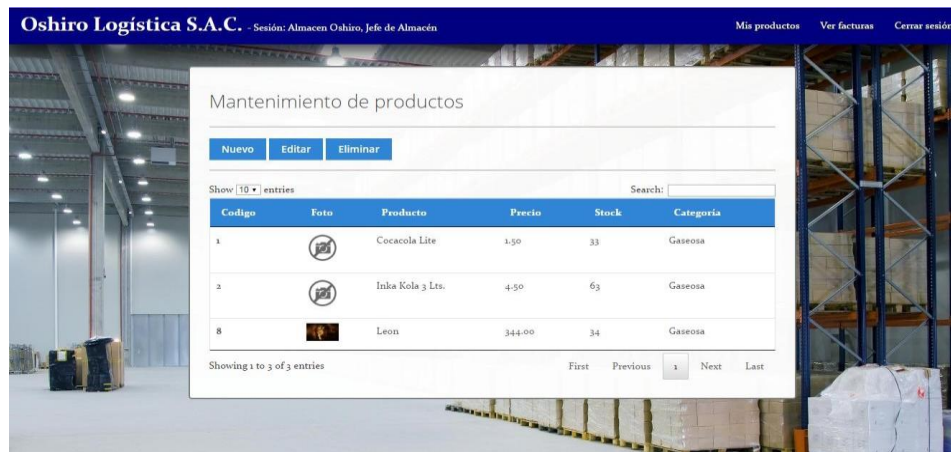 Oshiro Logística S.A.C. - Sesión: Almacen Oshiro, Jefe de Almacén Mis productos Ver facturas Cerrar sesión
Mantenimiento de productos
Nuevo Editar Eliminar
Show 10 entries Search:
Codigo Foto Producto Precio Stock Categoría
1 Cocacola Lite 1.50 33 Gaseosa
2 Inka Kola 3 Lts. 4.50 63 Gaseosa
8 Leon 344.00 34 Gaseosa
Showing 1 to 3 of 3 entries First Previous 1 Next Last